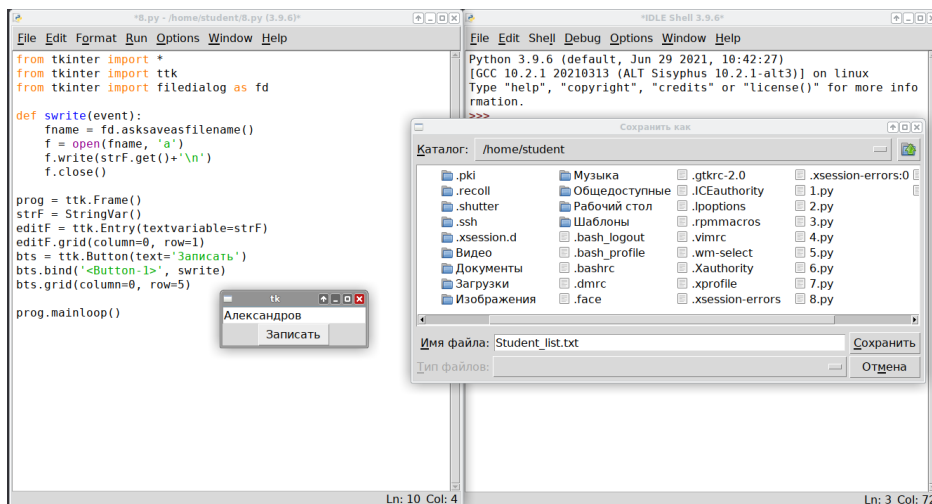 *8.py - /home/student/8.py (3.9.6)*
File Edit Format Run Options Window Help
from tkinter import *
from tkinter import ttk
from tkinter import filedialog as fd
def swrite(event):
fname = fd.asksaveasfilename()
f = open(fname, 'a')
f.write(strF.get()+'\n')
f.close()
prog = ttk.Frame()
strF = StringVar()
editF = ttk.Entry(textvariable=strF)
editF.grid(column=0, row=1)
bts = ttk.Button(text='Записать')
bts.bind('<Button-1>', swrite)
bts.grid(column=0, row=5)
prog.mainloop()
Ln: 10 Col: 4
tk
Александров
Записать
*IDLE Shell 3.9.6*
File Edit Shell Debug Options Window Help
Python 3.9.6 (default, Jun 29 2021, 10:42:27)
[GCC 10.2.1 20210313 (ALT Sisyphus 10.2.1-alt3)] on linux
Type "help", "copyright", "credits" or "license()" for more info
rmation.
>>>
Сохранить как
Каталог: /home/student
.pki Музыка .gtkrc-2.0 .xsession-errors:0
.recoll Общедоступные .ICEauthority 1.py
.shutter Рабочий стол .lpoptions 2.py
.ssh Шаблоны .rpmmacros 3.py
.xsession.d .bash_logout .vimrc 4.py
Видео .bash_profile .wm-select 5.py
Документы .bashrc .Xauthority 6.py
Загрузки .dmrc .xprofile 7.py
Изображения .face .xsession-errors 8.py
Имя файла: Student_list.txt Сохранить
Тип файлов: Отмена
Ln: 3 Col: 72